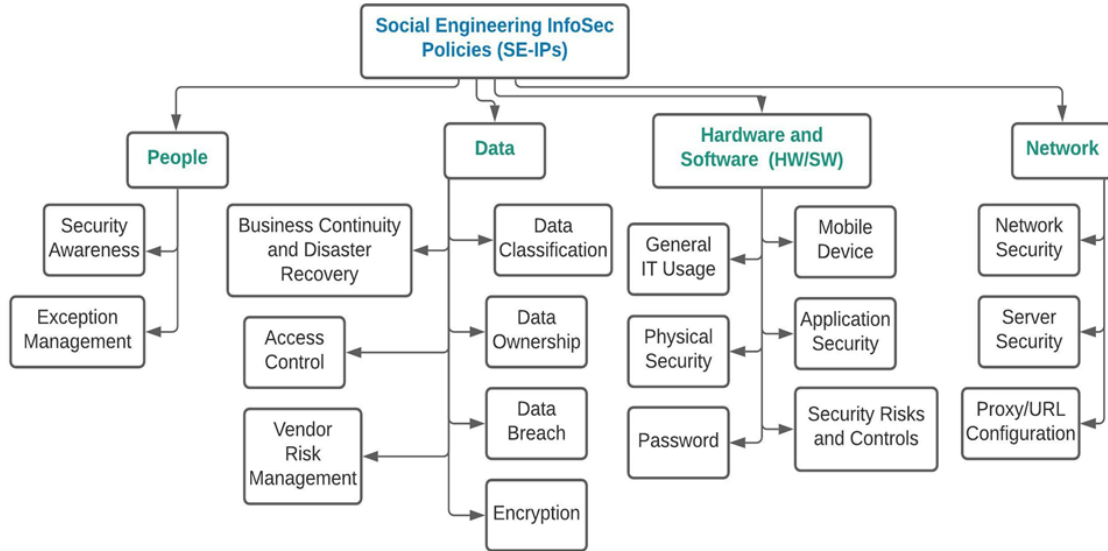 Social Engineering InfoSec
Policies (SE-IPs)
People
Data
Hardware and
Software (HW/SW)
Network
Security
Awareness
Exception
Management
Business Continuity
and Disaster
Recovery
Access
Control
Vendor
Risk
Management
Data
Classification
Data
Ownership
Data
Breach
Encryption
General
IT Usage
Physical
Security
Password
Mobile
Device
Application
Security
Security Risks
and Controls
Network
Security
Server
Security
Proxy/URL
Configuration